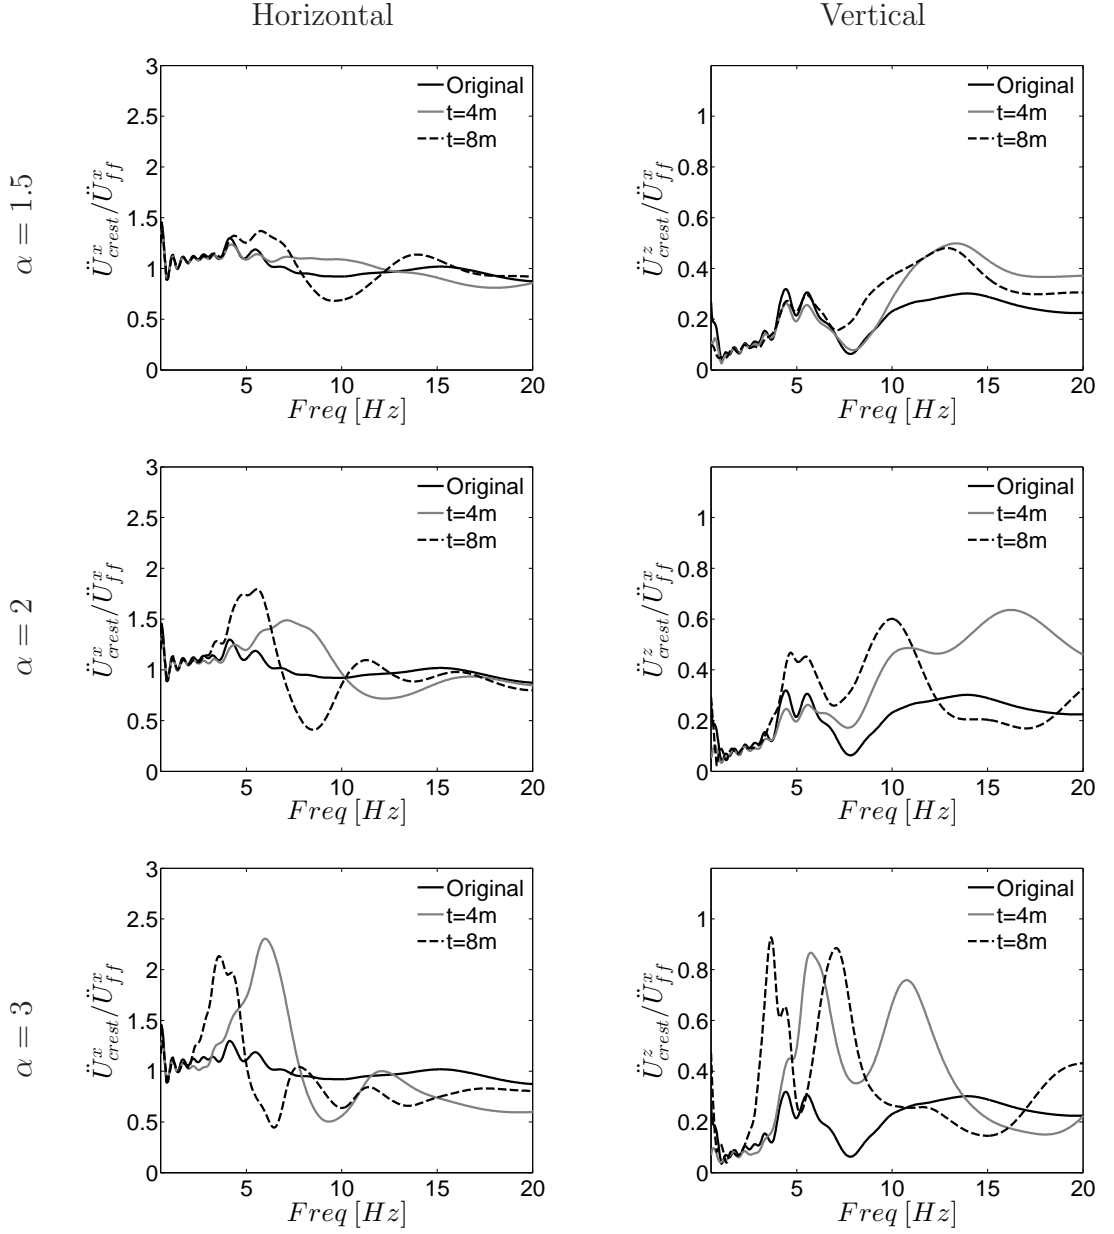 Horizontal
Vertical
α = 1.5
3
2.5
2
1.5
1
0.5
0
5
10
15
20
Original
t=4m
t=8m
Ü^x_crest/Ü^x_ff
Freq [Hz]
1
0.8
0.6
0.4
0.2
0
5
10
15
20
Original
t=4m
t=8m
Ü^z_crest/Ü^x_ff
Freq [Hz]
α = 2
3
2.5
2
1.5
1
0.5
0
5
10
15
20
Original
t=4m
t=8m
Ü^x_crest/Ü^x_ff
Freq [Hz]
1
0.8
0.6
0.4
0.2
0
5
10
15
20
Original
t=4m
t=8m
Ü^z_crest/Ü^x_ff
Freq [Hz]
α = 3
3
2.5
2
1.5
1
0.5
0
5
10
15
20
Original
t=4m
t=8m
Ü^x_crest/Ü^x_ff
Freq [Hz]
1
0.8
0.6
0.4
0.2
0
5
10
15
20
Original
t=4m
t=8m
Ü^z_crest/Ü^x_ff
Freq [Hz]